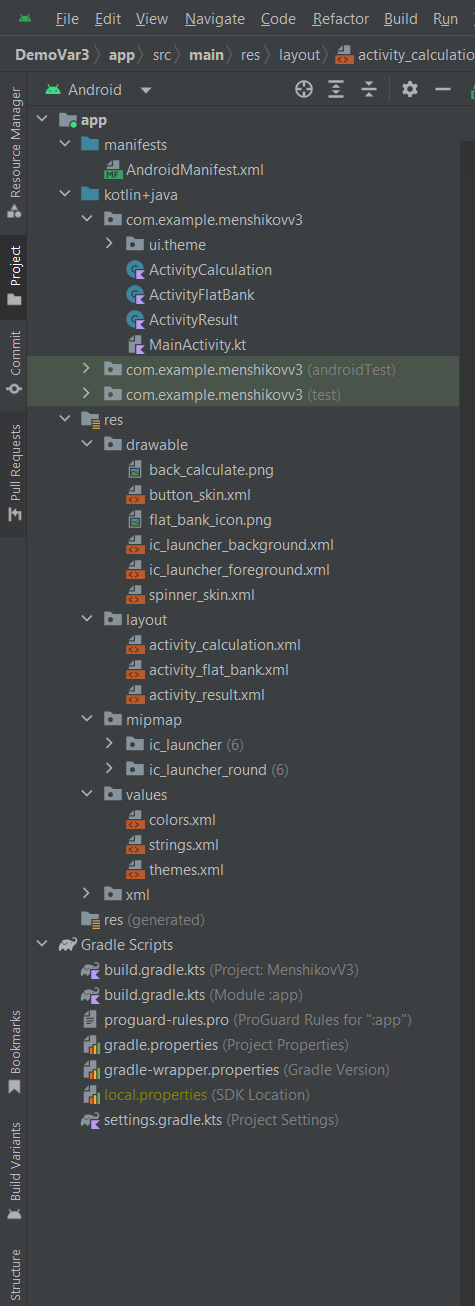 File Edit View Navigate Code Refactor Build Run
DemoVar3 app src main res layout activity_calculatio
Android
app
manifests
AndroidManifest.xml
kotlin+java
com.example.menshikovv3
ui.theme
ActivityCalculation
ActivityFlatBank
ActivityResult
MainActivity.kt
com.example.menshikovv3 (androidTest)
com.example.menshikovv3 (test)
res
drawable
back_calculate.png
button_skin.xml
flat_bank_icon.png
ic_launcher_background.xml
ic_launcher_foreground.xml
spinner_skin.xml
layout
activity_calculation.xml
activity_flat_bank.xml
activity_result.xml
mipmap
ic_launcher (6)
ic_launcher_round (6)
values
colors.xml
strings.xml
themes.xml
xml
res (generated)
Gradle Scripts
build.gradle.kts (Project: MenshikovV3)
build.gradle.kts (Module :app)
proguard-rules.pro (ProGuard Rules for ":app")
gradle.properties (Project Properties)
gradle-wrapper.properties (Gradle Version)
local.properties (SDK Location)
settings.gradle.kts (Project Settings)
Resource Manager
Project
Commit
Pull Requests
Bookmarks
Build Variants
Structure
MF